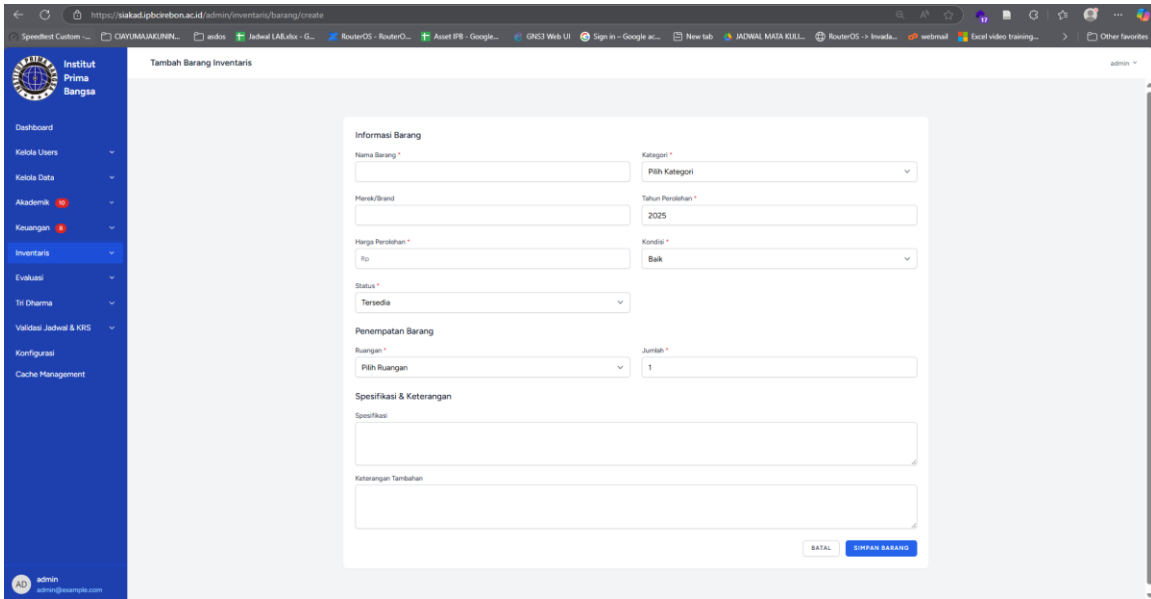 https://siakad.ipbcirebon.ac.id/admin/inventaris/barang/create
17
Speedtest Custom -... CIAYUMAJAKUNIN... asdos Jadwal LAB.xlsx - G... RouterOS - RouterO... Asset IPB - Google... GNS3 Web UI Sign in – Google ac... New tab JADWAL MATA KULI... RouterOS -> Invada... webmail Excel video training... Other favorites
Institut
Prima
Bangsa
Tambah Barang Inventaris
admin
Dashboard
Kelola Users
Kelola Data
Akademik 10
Keuangan 8
Inventaris
Evaluasi
Tri Dharma
Validasi Jadwal & KRS
Konfigurasi
Cache Management
AD
admin
admin@example.com
Informasi Barang
Nama Barang * Kategori *
Pilih Kategori
Merek/Brand Tahun Perolehan *
2025
Harga Perolehan * Kondisi *
Rp Baik
Status *
Tersedia
Penempatan Barang
Ruangan * Jumlah *
Pilih Ruangan 1
Spesifikasi & Keterangan
Spesifikasi
Keterangan Tambahan
BATAL SIMPAN BARANG